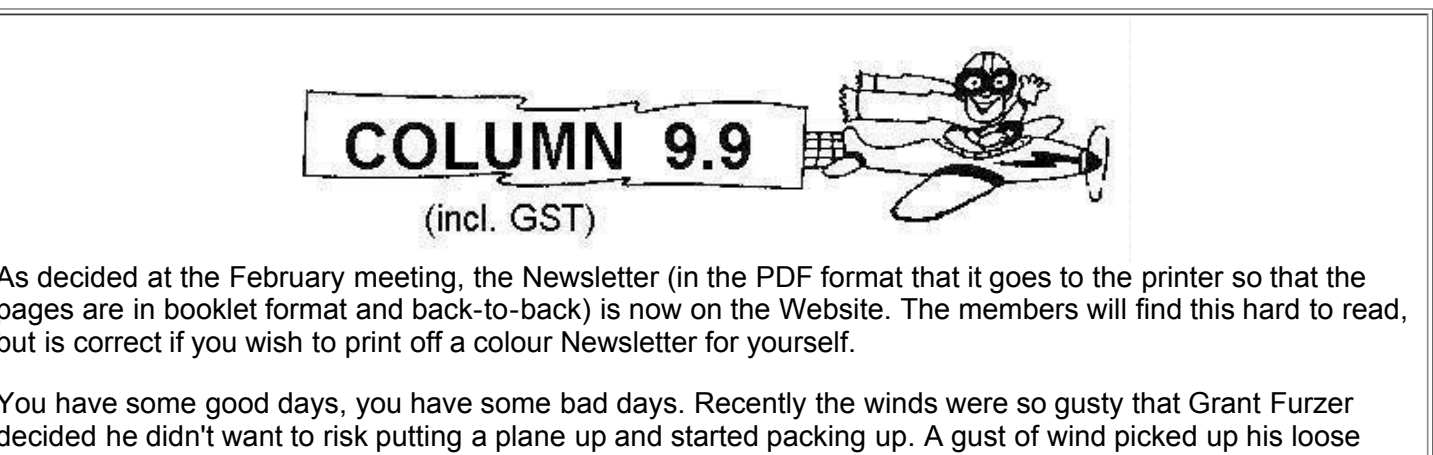 COLUMN 9.9
(incl. GST)
As decided at the February meeting, the Newsletter (in the PDF format that it goes to the printer so that the
pages are in booklet format and back-to-back) is now on the Website. The members will find this hard to read,
but is correct if you wish to print off a colour Newsletter for yourself.
You have some good days, you have some bad days. Recently the winds were so gusty that Grant Furzer
decided he didn't want to risk putting a plane up and started packing up. A gust of wind picked up his loose